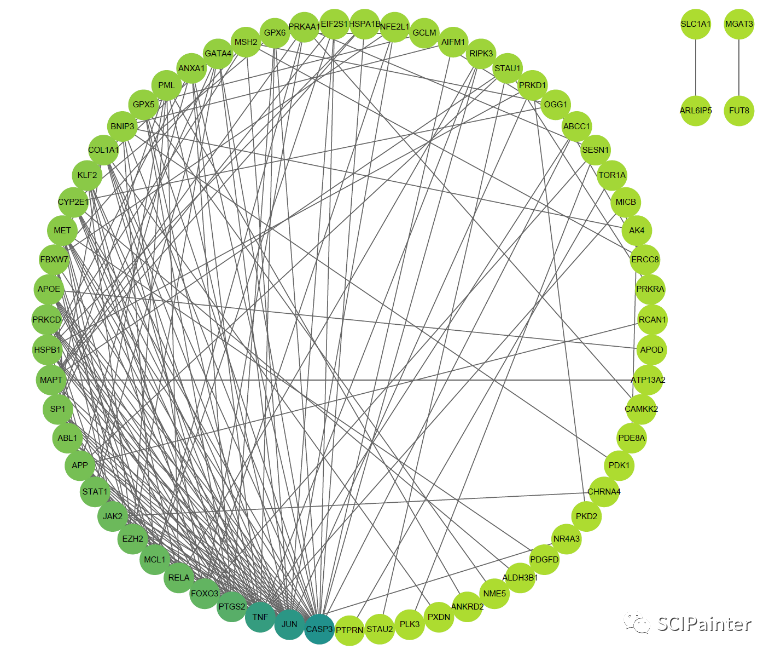 EIF2S1
HSPA1B
NFE2L1
GCLM
AIFM1
RIPK3
STAU1
PRKD1
OGG1
ABCC1
SESN1
TOR1A
MICB
AK4
ERCC8
PRKRA
RCAN1
APOD
ATP13A2
CAMKK2
PDE8A
PDK1
CHRNA4
PKD2
NR4A3
PDGFD
ALDH3B1
NME5
ANKRD2
PXDN
PLK3
STAU2
PTPRN
CASP3
JUN
TNF
PTGS2
FOXO3
RELA
MCL1
EZH2
JAK2
STAT1
APP
ABL1
SP1
MAPT
HSPB1
PRKCD
APOE
FBXW7
MET
CYP2E1
KLF2
COL1A1
BNIP3
GPX5
PML
ANXA1
GATA4
MSH2
GPX6
PRKAA1
SLC1A1
ARL6IP5
MGAT3
FUT8
SCIPainter